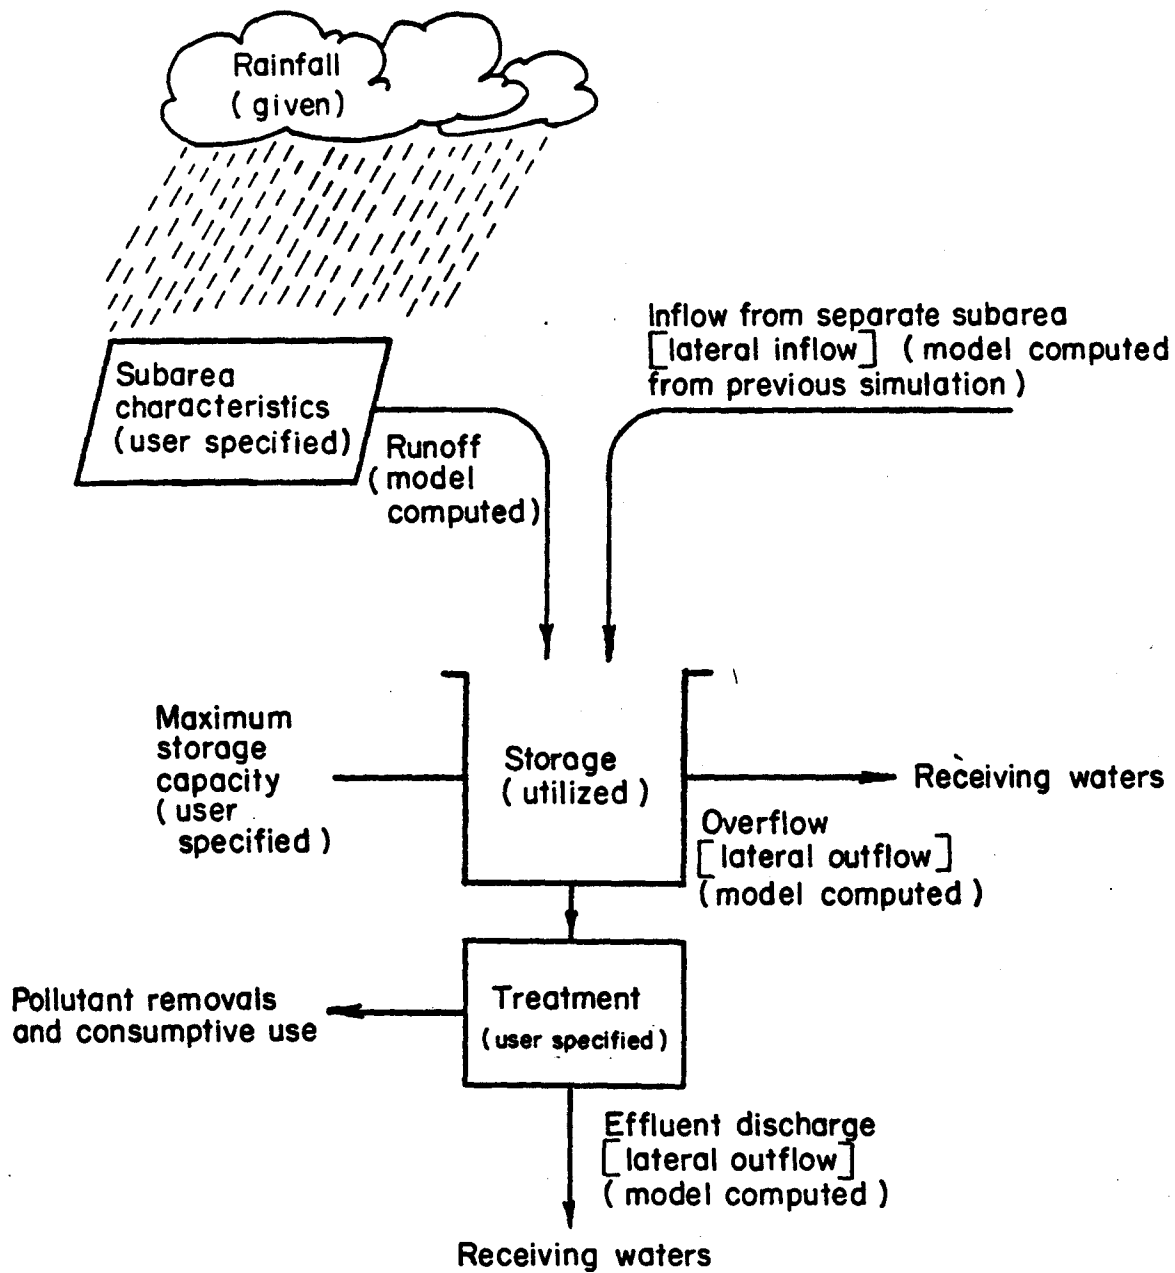 Rainfall
(given)
Inflow from separate subarea
[lateral inflow] (model computed
from previous simulation)
Subarea
characteristics
(user specified)
Runoff
(model
computed)
Maximum
storage
capacity
(user
specified)
Storage
(utilized)
Receiving waters
Overflow
[lateral outflow]
(model computed)
Pollutant removals
and consumptive use
Treatment
(user specified)
Effluent discharge
[lateral outflow]
(model computed)
Receiving waters